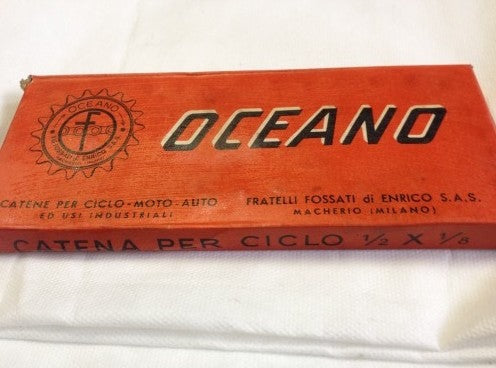 OCEANO
OCEANO
CATENE PER CICLO-MOTO-AUTO
ED USI INDUSTRIALI
FRATELLI FOSSATI di ENRICO S.A.S.
MACHERIO (MILANO)
CATENA PER CICLO 1/2 X 1/8